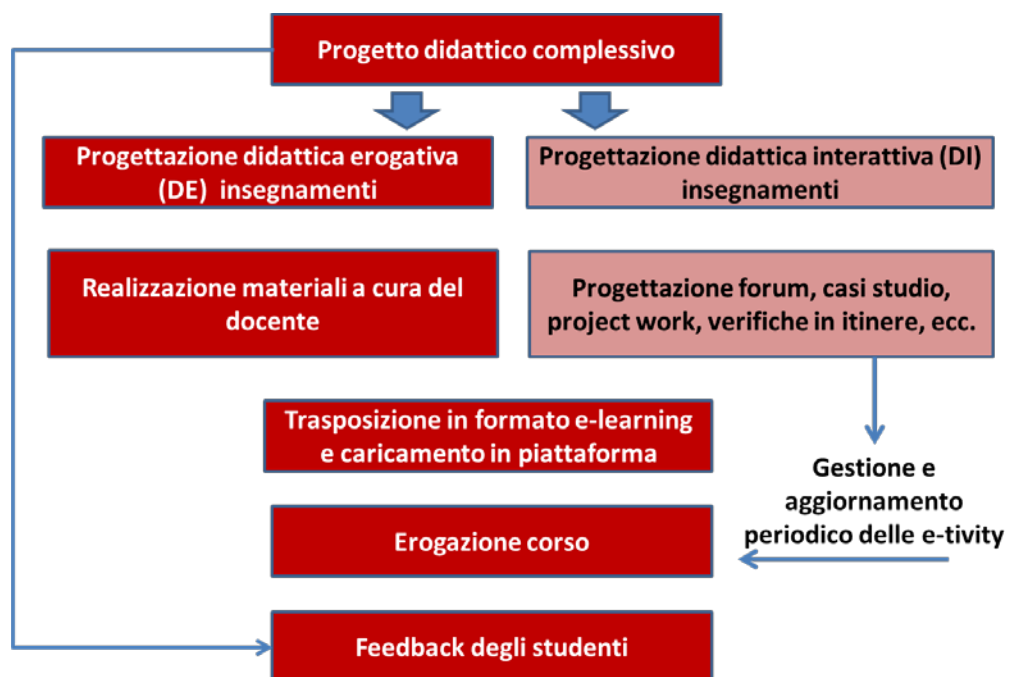 Progetto didattico complessivo
Progettazione didattica erogativa
(DE) insegnamenti
Progettazione didattica interattiva (DI)
insegnamenti
Realizzazione materiali a cura del
docente
Progettazione forum, casi studio,
project work, verifiche in itinere, ecc.
Trasposizione in formato e-learning
e caricamento in piattaforma
Gestione e
aggiornamento
periodico delle e-tivity
Erogazione corso
Feedback degli studenti